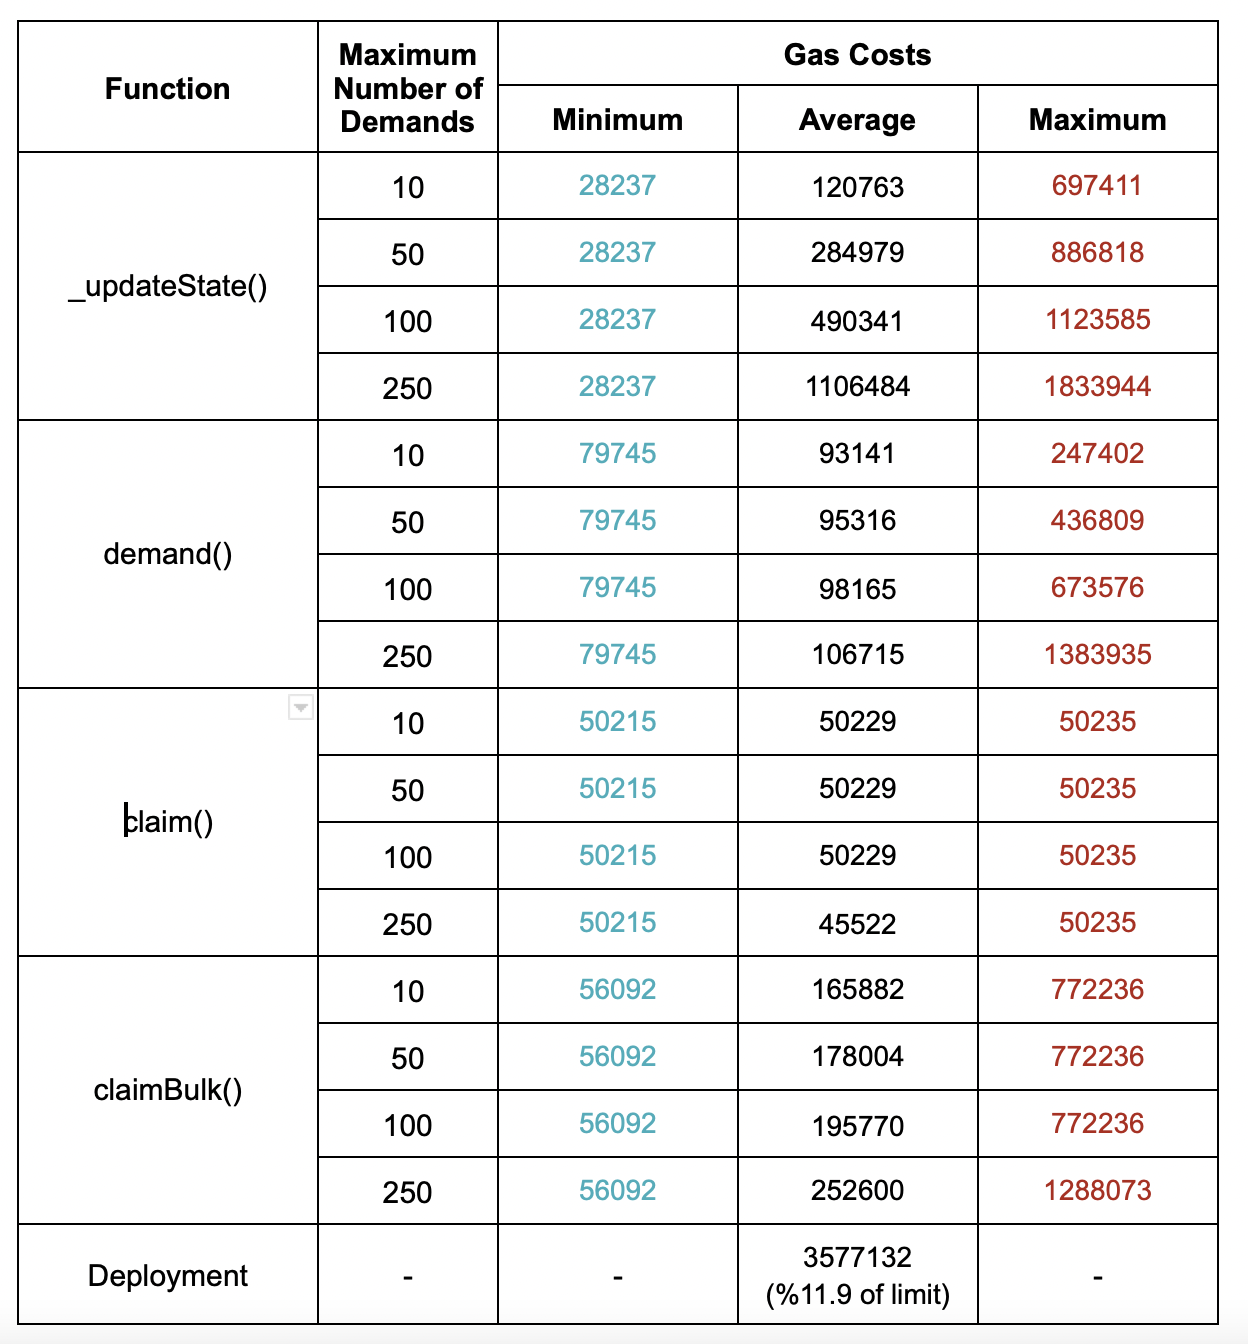 Function
Maximum
Number of
Demands
Gas Costs
Minimum Average Maximum
_updateState()
10 28237 120763 697411
50 28237 284979 886818
100 28237 490341 1123585
250 28237 1106484 1833944
demand()
10 79745 93141 247402
50 79745 95316 436809
100 79745 98165 673576
250 79745 106715 1383935
claim()
10 50215 50229 50235
50 50215 50229 50235
100 50215 50229 50235
250 50215 45522 50235
claimBulk()
10 56092 165882 772236
50 56092 178004 772236
100 56092 195770 772236
250 56092 252600 1288073
Deployment - - 3577132 -
(%11.9 of limit)